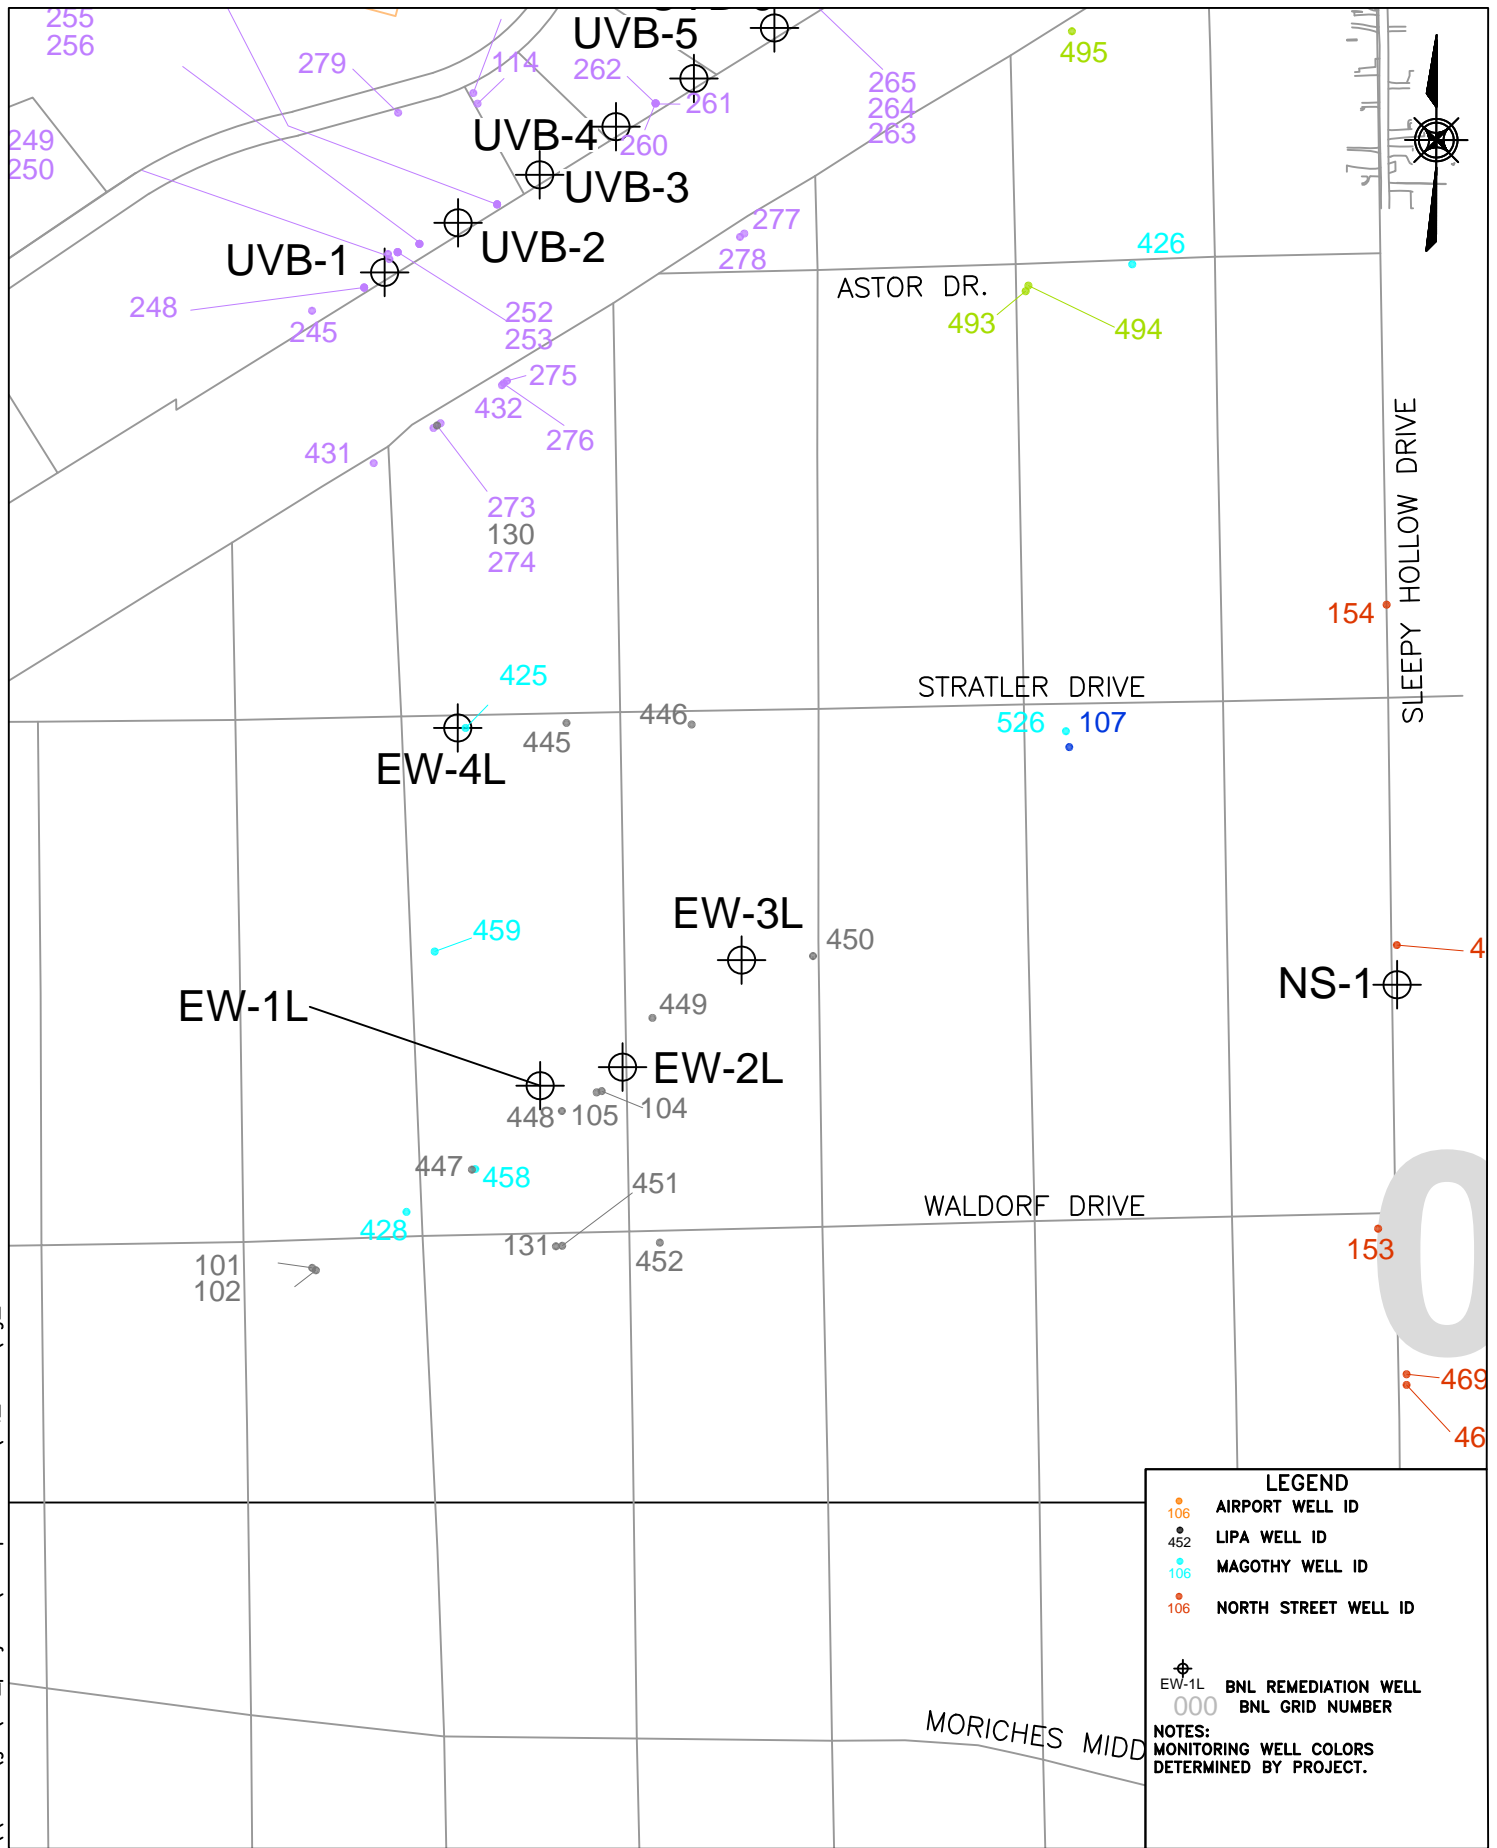 255
256
UVB-5
495
279
114
262
265
261
264
249
UVB-4
260
263
250
UVB-3
277
UVB-1
UVB-2
278
426
ASTOR DR.
248
252
493
494
245
253
275
432
276
431
273
130
274
SLEEPY HOLLOW DRIVE
154
425
STRATLER DRIVE
446
445
526
107
EW-4L
459
EW-3L
450
EW-1L
449
NS-1
EW-2L
448
105
104
447
458
451
WALDORF DRIVE
428
131
452
153
101
102
469
LEGEND
106 AIRPORT WELL ID
452 LIPA WELL ID
106 MAGOTHY WELL ID
106 NORTH STREET WELL ID
EW-1L BNL REMEDIATION WELL
000 BNL GRID NUMBER
MORICHES
NOTES:
MONITORING WELL COLORS
DETERMINED BY PROJECT.